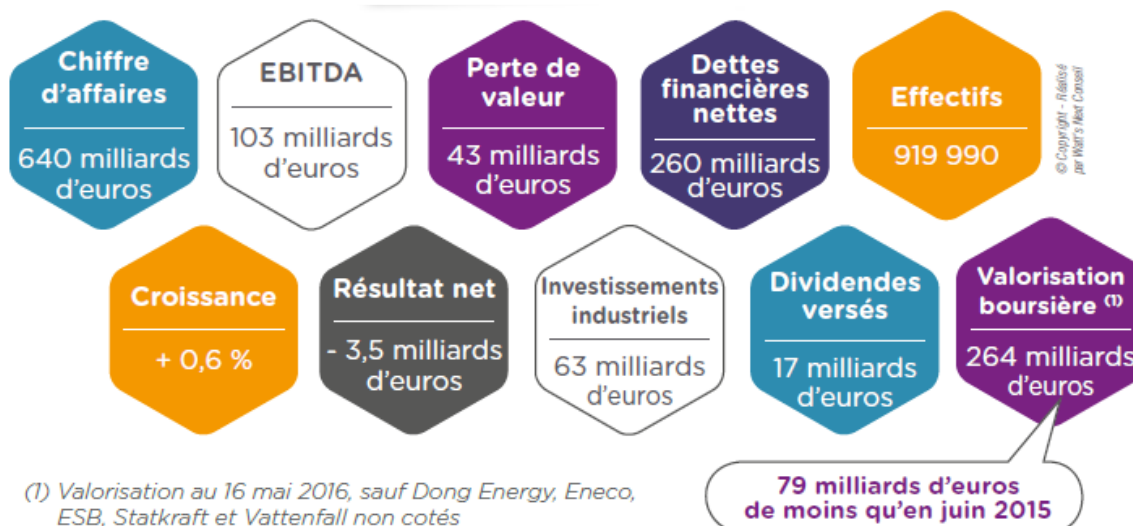 Chiffre
d'affaires
640 milliards
d'euros
EBITDA
103 milliards
d'euros
Perte de
valeur
43 milliards
d'euros
Dettes
financières
nettes
260 milliards
d'euros
Effectifs
919 990
© Copyright - Réalisé
par Watt's Next Conseil
Croissance
+ 0,6 %
Résultat net
- 3,5 milliards
d'euros
Investissements
industriels
63 milliards
d'euros
Dividendes
versés
17 milliards
d'euros
Valorisation
boursière (1)
264 milliards
d'euros
79 milliards d'euros
de moins qu'en juin 2015
(1) Valorisation au 16 mai 2016, sauf Dong Energy, Eneco,
ESB, Statkraft et Vattenfall non cotés